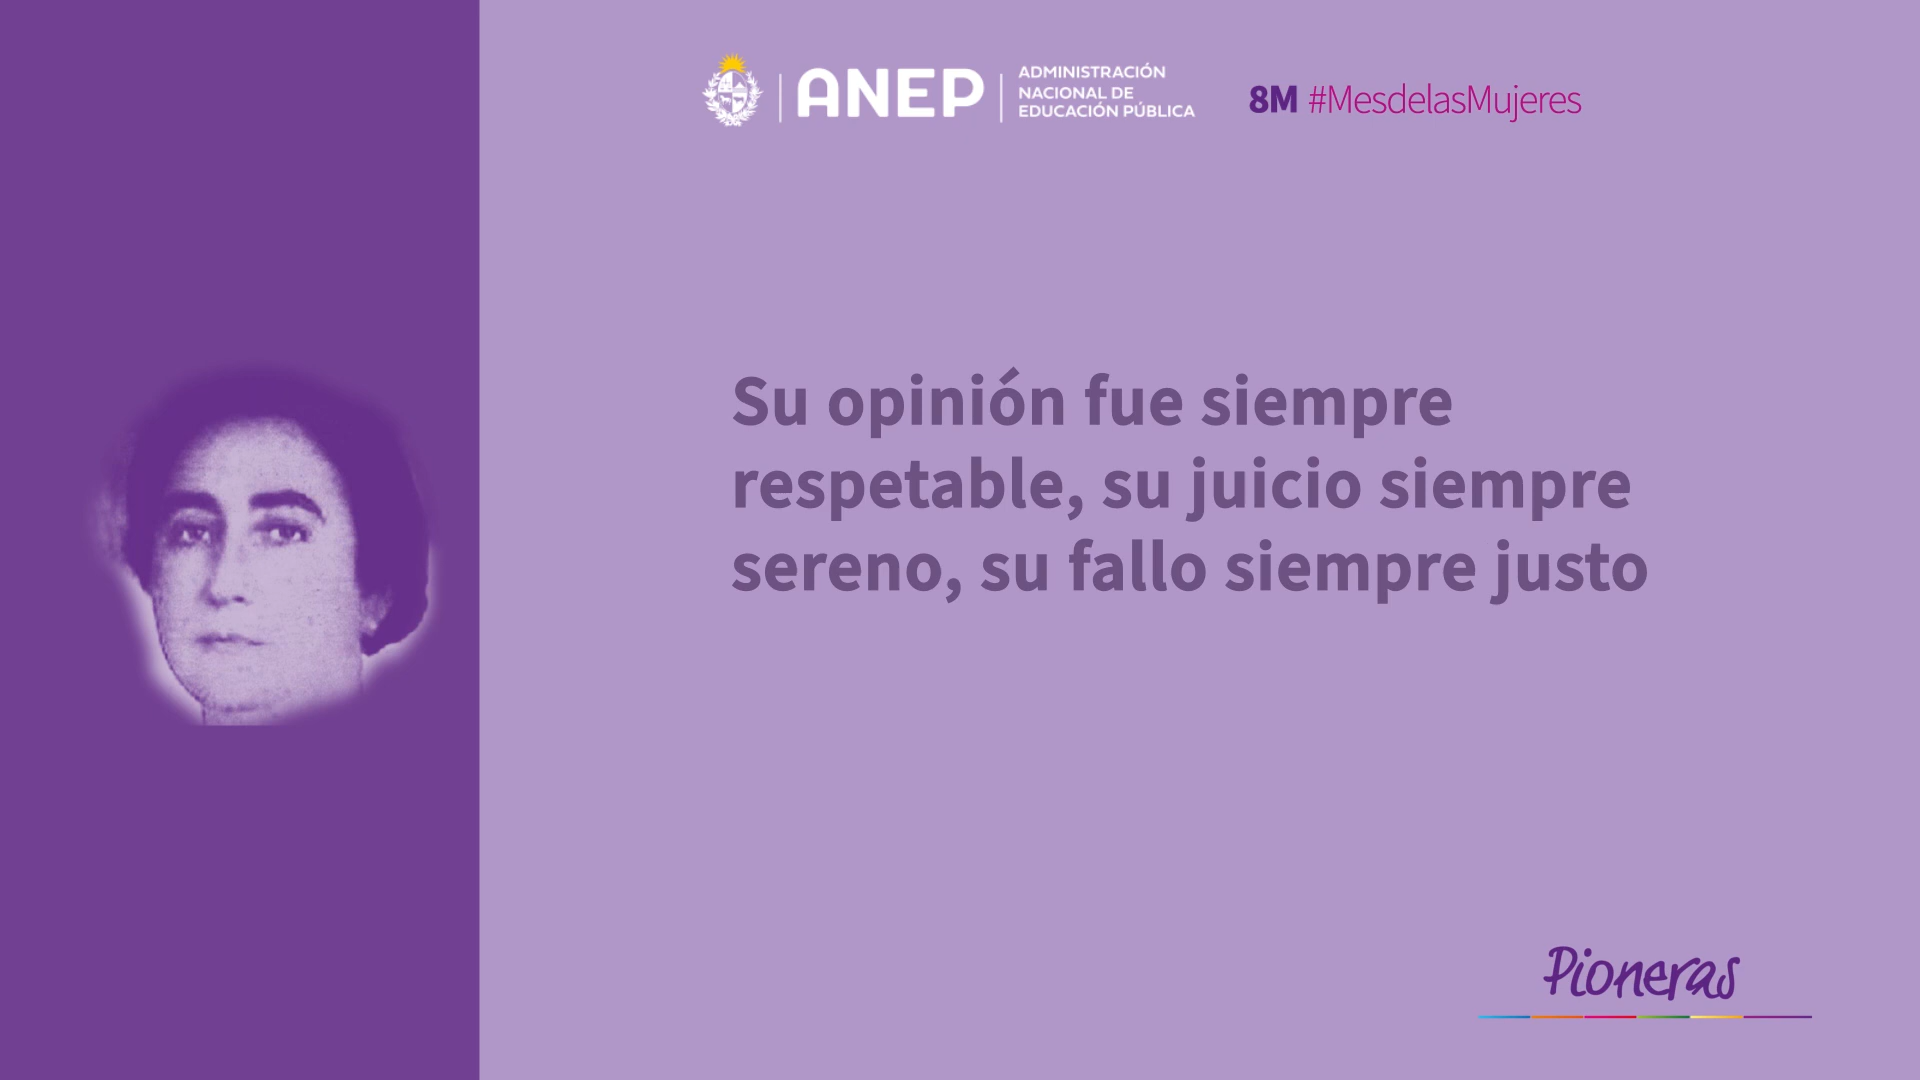 ANEP
ADMINISTRACIÓN
NACIONAL DE
EDUCACIÓN PÚBLICA
8M #MesdelasMujeres
Su opinión fue siempre
respetable, su juicio siempre
sereno, su fallo siempre justo
Pioneras